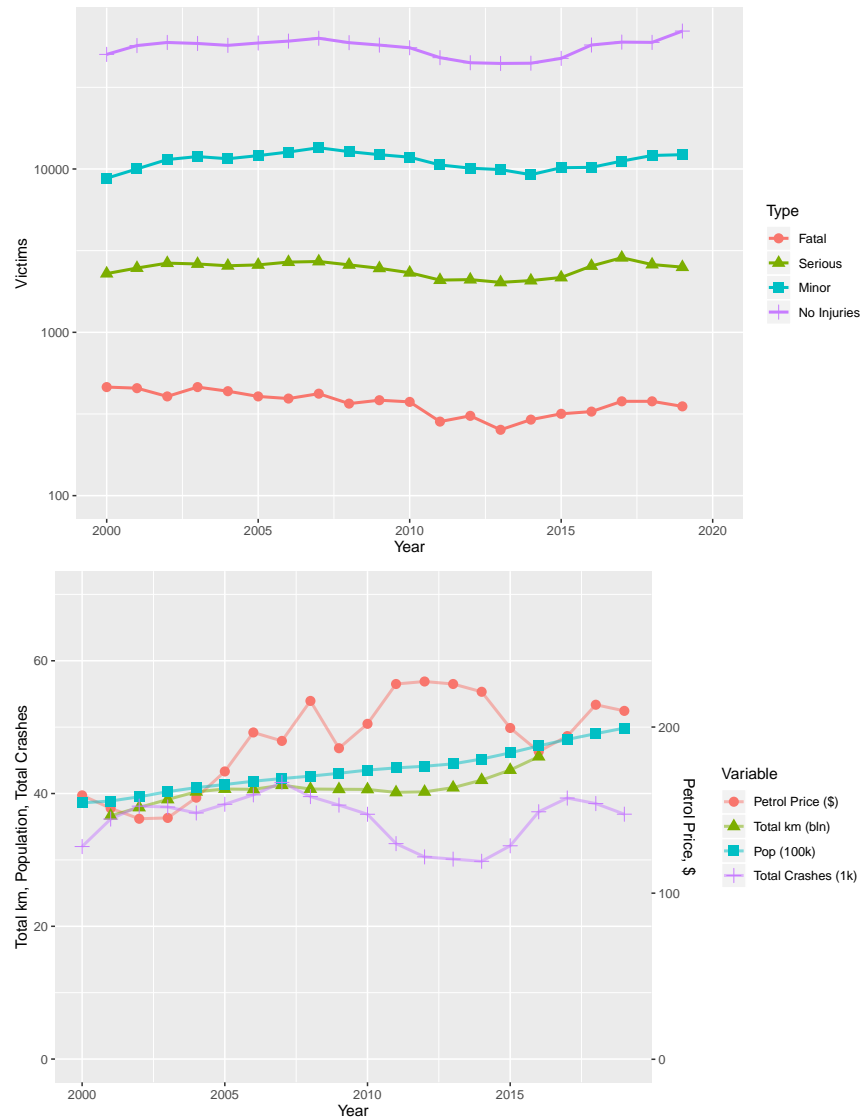 Victims
10000
1000
100
2000
2005
2010
2015
2020
Year
Type
Fatal
Serious
Minor
No Injuries
Total km, Population, Total Crashes
60
40
20
0
200
100
0
Petrol Price, $
2000
2005
2010
2015
Year
Variable
Petrol Price ($)
Total km (bln)
Pop (100k)
Total Crashes (1k)